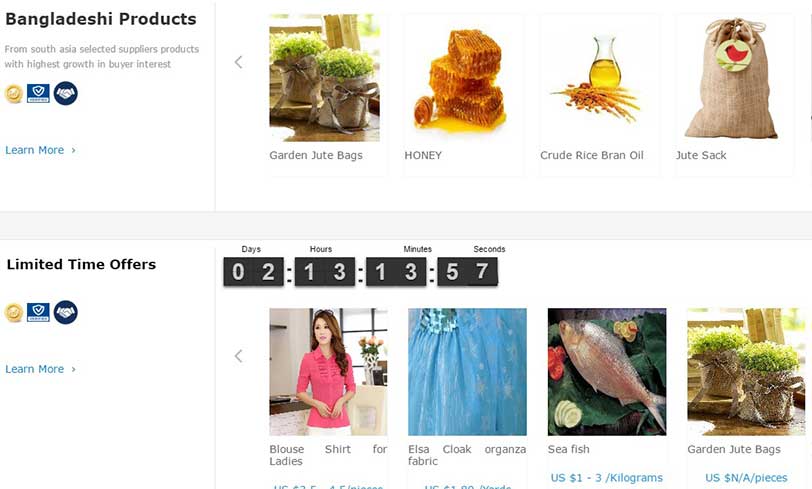 Bangladeshi Products
From south asia selected suppliers products
with highest growth in buyer interest
Learn More ›
Garden Jute Bags
HONEY
Crude Rice Bran Oil
Jute Sack
Limited Time Offers
Learn More ›
Days Hours Minutes Seconds
02:13:13:57
Blouse Shirt for
Ladies
Elsa Cloak organza
fabric
Sea fish
US $1 - 3 /Kilograms
Garden Jute Bags
US $N/A/pieces